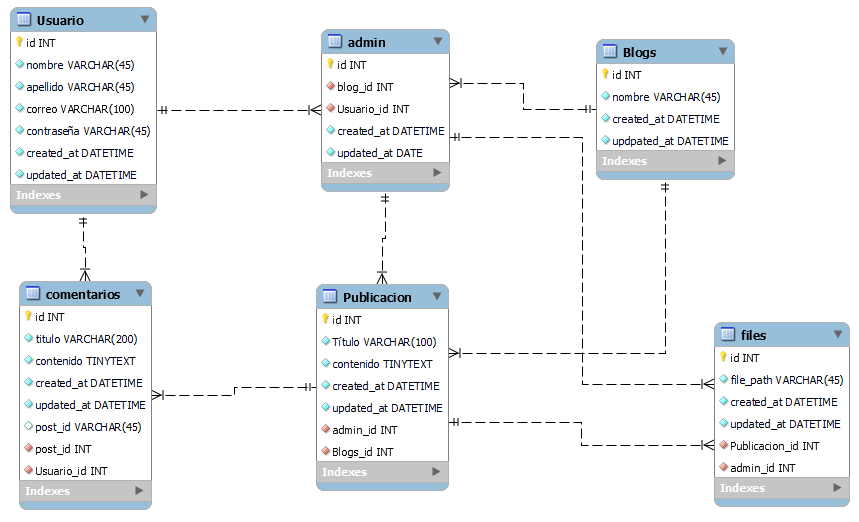 Usuario
id INT
nombre VARCHAR(45)
apellido VARCHAR(45)
correo VARCHAR(100)
contraseña VARCHAR(45)
created_at DATETIME
updated_at DATETIME
Indexes
admin
id INT
blog_id INT
Usuario_id INT
created_at DATETIME
updated_at DATE
Indexes
Blogs
id INT
nombre VARCHAR(45)
created_at DATETIME
updpated_at DATETIME
Indexes
comentarios
id INT
titulo VARCHAR(200)
contenido TINYTEXT
created_at DATETIME
updated_at DATETIME
post_id VARCHAR(45)
post_id INT
Usuario_id INT
Indexes
Publicacion
id INT
Título VARCHAR(100)
contenido TINYTEXT
created_at DATETIME
updated_at DATETIME
admin_id INT
Blogs_id INT
Indexes
files
id INT
file_path VARCHAR(45)
created_at DATETIME
updated_at DATETIME
Publicacion_id INT
admin_id INT
Indexes